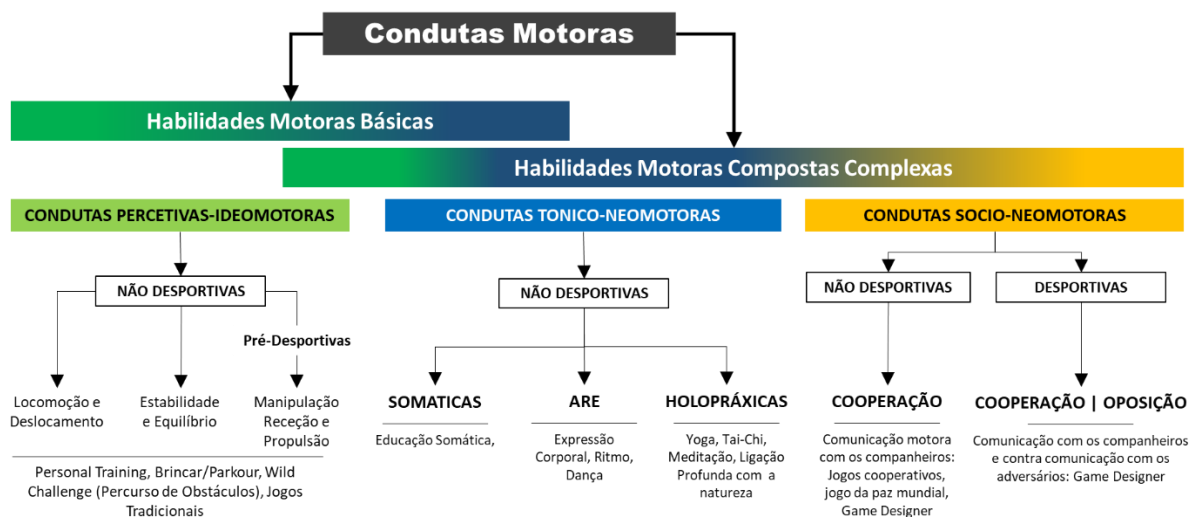 Condutas Motoras
Habilidades Motoras Básicas
Habilidades Motoras Compostas Complexas
CONDUTAS PERCETIVAS-IDEOMOTORAS
CONDUTAS TONICO-NEOMOTORAS
CONDUTAS SOCIO-NEOMOTORAS
NÃO DESPORTIVAS
Pré-Desportivas
Locomoção e
Deslocamento
Estabilidade
e Equilíbrio
Manipulação
Receção e
Propulsão
Personal Training, Brincar/Parkour, Wild
Challenge (Percurso de Obstáculos), Jogos
Tradicionais
NÃO DESPORTIVAS
SOMATICAS
Educação Somática,
ARE
Expressão
Corporal, Ritmo,
Dança
HOLOPRÁXICAS
Yoga, Tai-Chi,
Meditação, Ligação
Profunda com a
natureza
NÃO DESPORTIVAS
COOPERAÇÃO
Comunicação motora
com os companheiros:
Jogos cooperativos,
jogo da paz mundial,
Game Designer
DESPORTIVAS
COOPERAÇÃO | OPOSIÇÃO
Comunicação com os companheiros
e contra comunicação com os
adversários: Game Designer